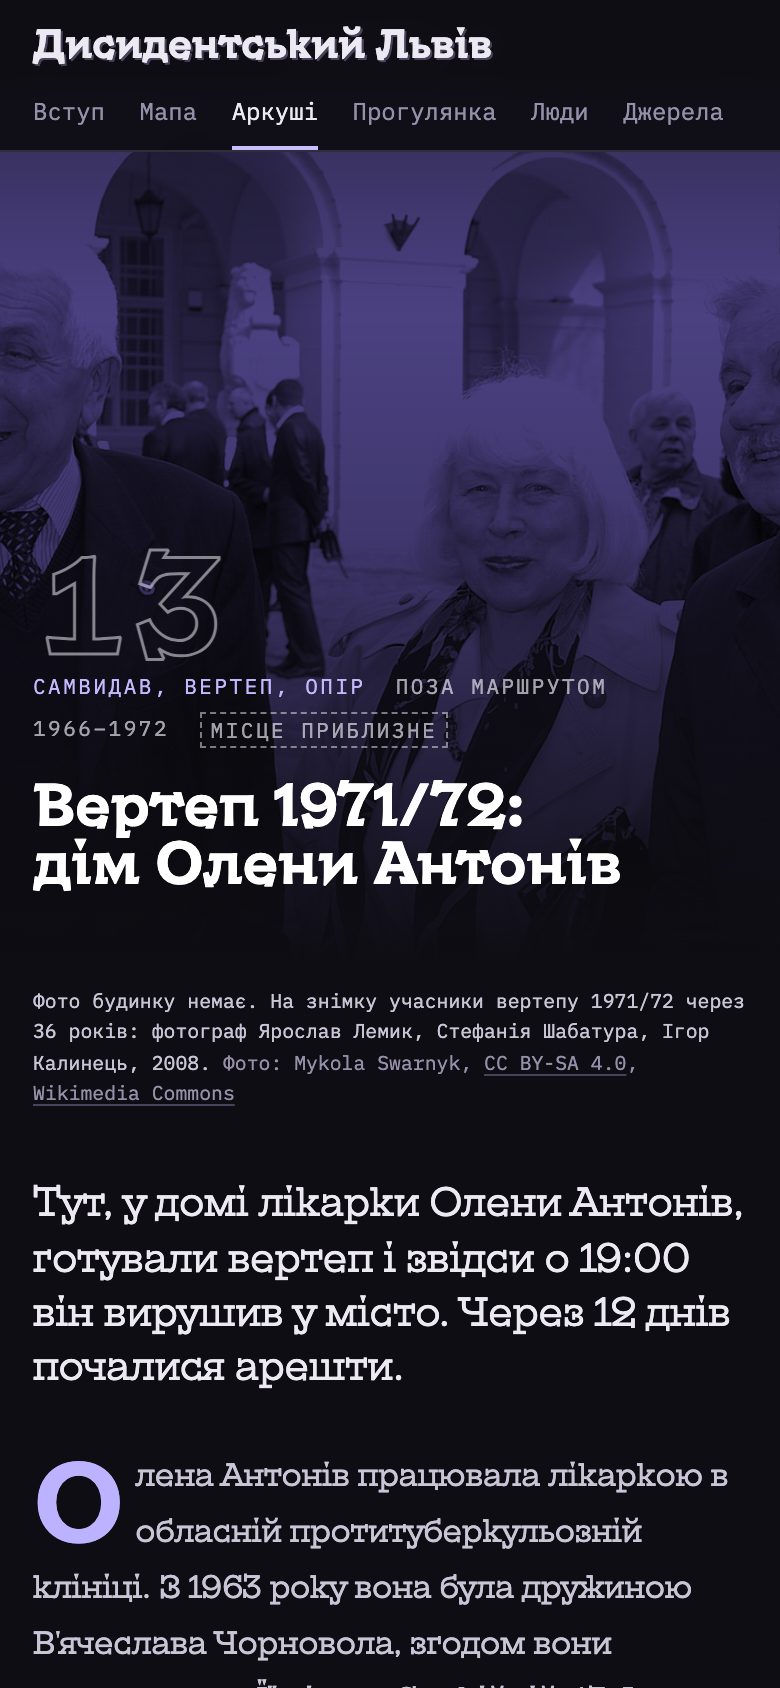 Дисидентський Львів
Вступ Мапа Аркуші Прогулянка Люди Джерела
13
САМВИДАВ, ВЕРТЕП, ОПІР ПОЗА МАРШРУТОМ
1966–1972 МІСЦЕ ПРИБЛИЗНЕ
Вертеп 1971/72:
дім Олени Антонів
Фото будинку немає. На знімку учасники вертепу 1971/72 через
36 років: фотограф Ярослав Лемик, Стефанія Шабатура, Ігор
Калинець, 2008. Фото: Mykola Swarnyk, CC BY-SA 4.0,
Wikimedia Commons
Тут, у домі лікарки Олени Антонів,
готували вертеп і звідси о 19:00
він вирушив у місто. Через 12 днів
почалися арешти.
Олена Антонів працювала лікаркою в
обласній протитуберкульозній
клініці. З 1963 року вона була дружиною
В'ячеслава Чорновола, згодом вони